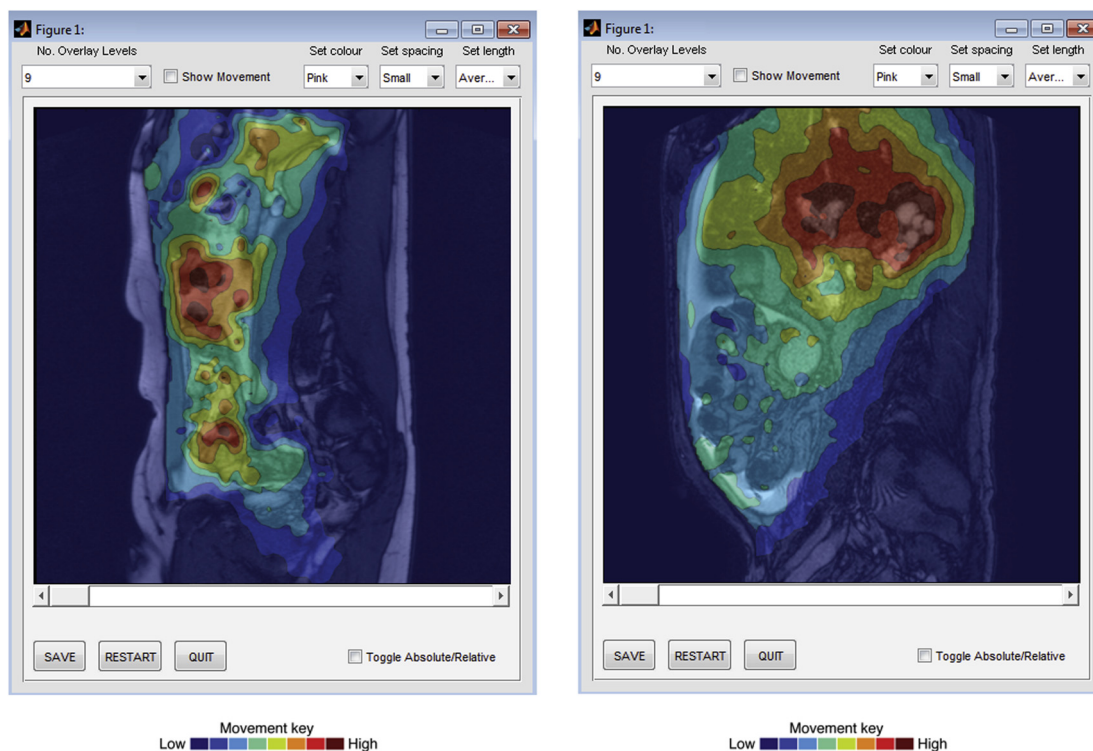 Figure 1:
No. Overlay Levels Set colour Set spacing Set length
9 Show Movement Pink Small Aver...
SAVE RESTART QUIT Toggle Absolute/Relative
Movement key
Low High
Figure 1:
No. Overlay Levels Set colour Set spacing Set length
9 Show Movement Pink Small Aver...
SAVE RESTART QUIT Toggle Absolute/Relative
Movement key
Low High